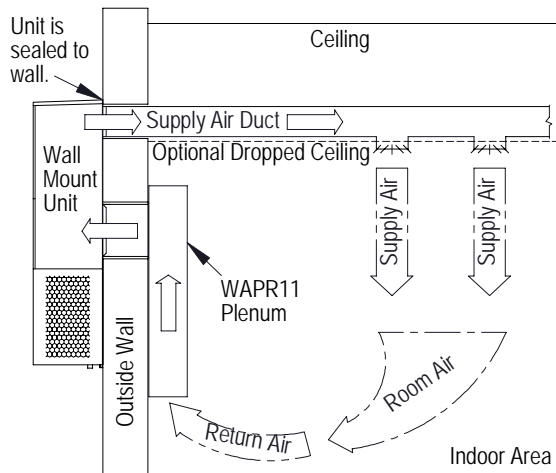 Unit is
sealed to
wall.
Ceiling
Supply Air Duct
Optional Dropped Ceiling
Wall
Mount
Unit
Supply Air
Supply Air
WAPR11
Plenum
Outside Wall
Room Air
Return Air
Indoor Area